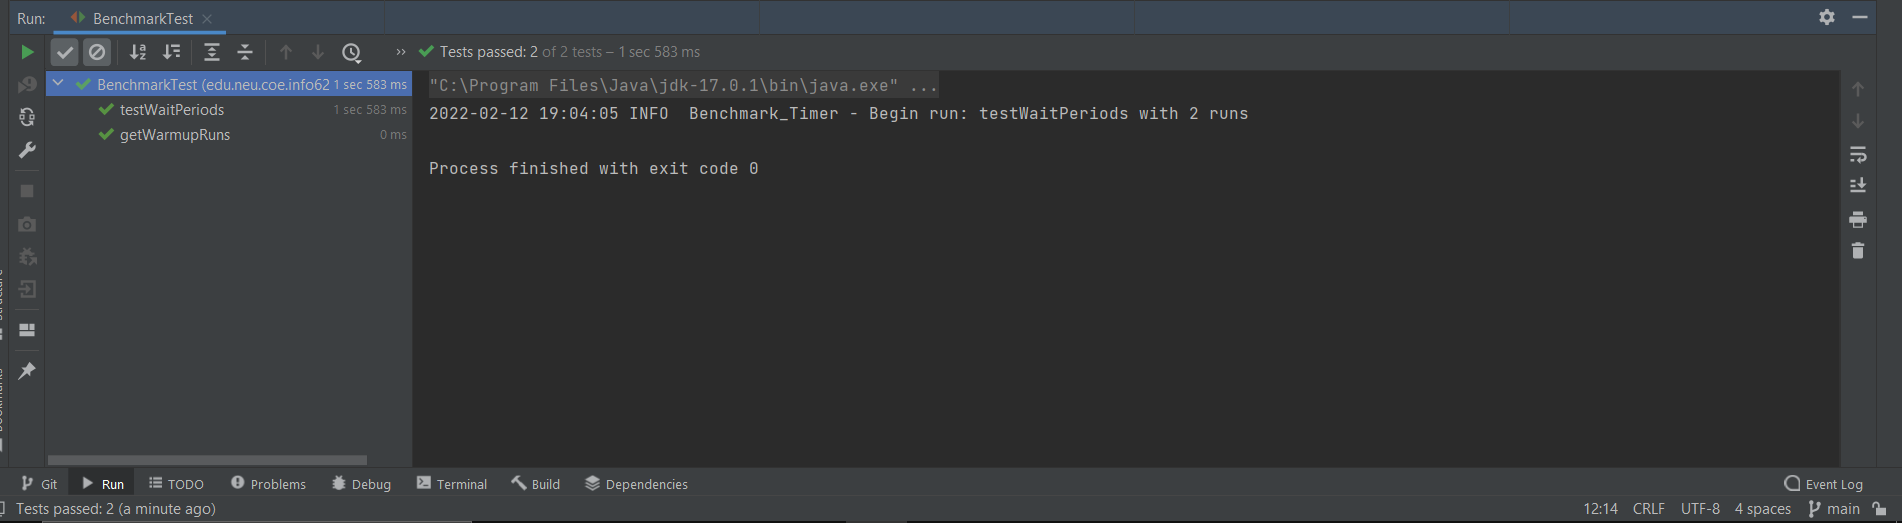 Run: BenchmarkTest
Tests passed: 2 of 2 tests – 1 sec 583 ms
BenchmarkTest (edu.neu.coe.info62 1 sec 583 ms
testWaitPeriods 1 sec 583 ms
getWarmupRuns 0 ms
"C:\Program Files\Java\jdk-17.0.1\bin\java.exe" ...
2022-02-12 19:04:05 INFO  Benchmark_Timer - Begin run: testWaitPeriods with 2 runs
Process finished with exit code 0
Structure
Bookmarks
Git Run TODO Problems Debug Terminal Build Dependencies Event Log
Tests passed: 2 (a minute ago) 12:14 CRLF UTF-8 4 spaces main